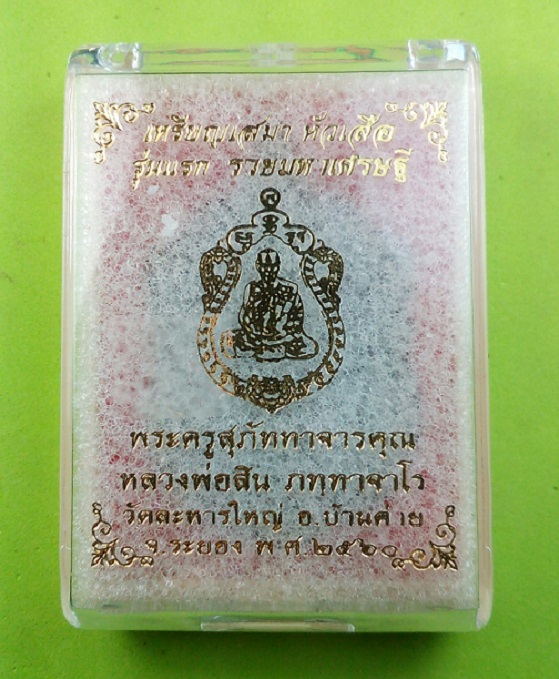 เหรียญเสมา หัวเสือ
รุ่นแรก รวยมหาเศรษฐี
พระครูสุภัททาจารคุณ
หลวงพ่อสิน ภทฺทาจาโร
วัดละหารใหญ่ อ.บ้านค่าย
จ.ระยอง พ.ศ.๒๕๖๐